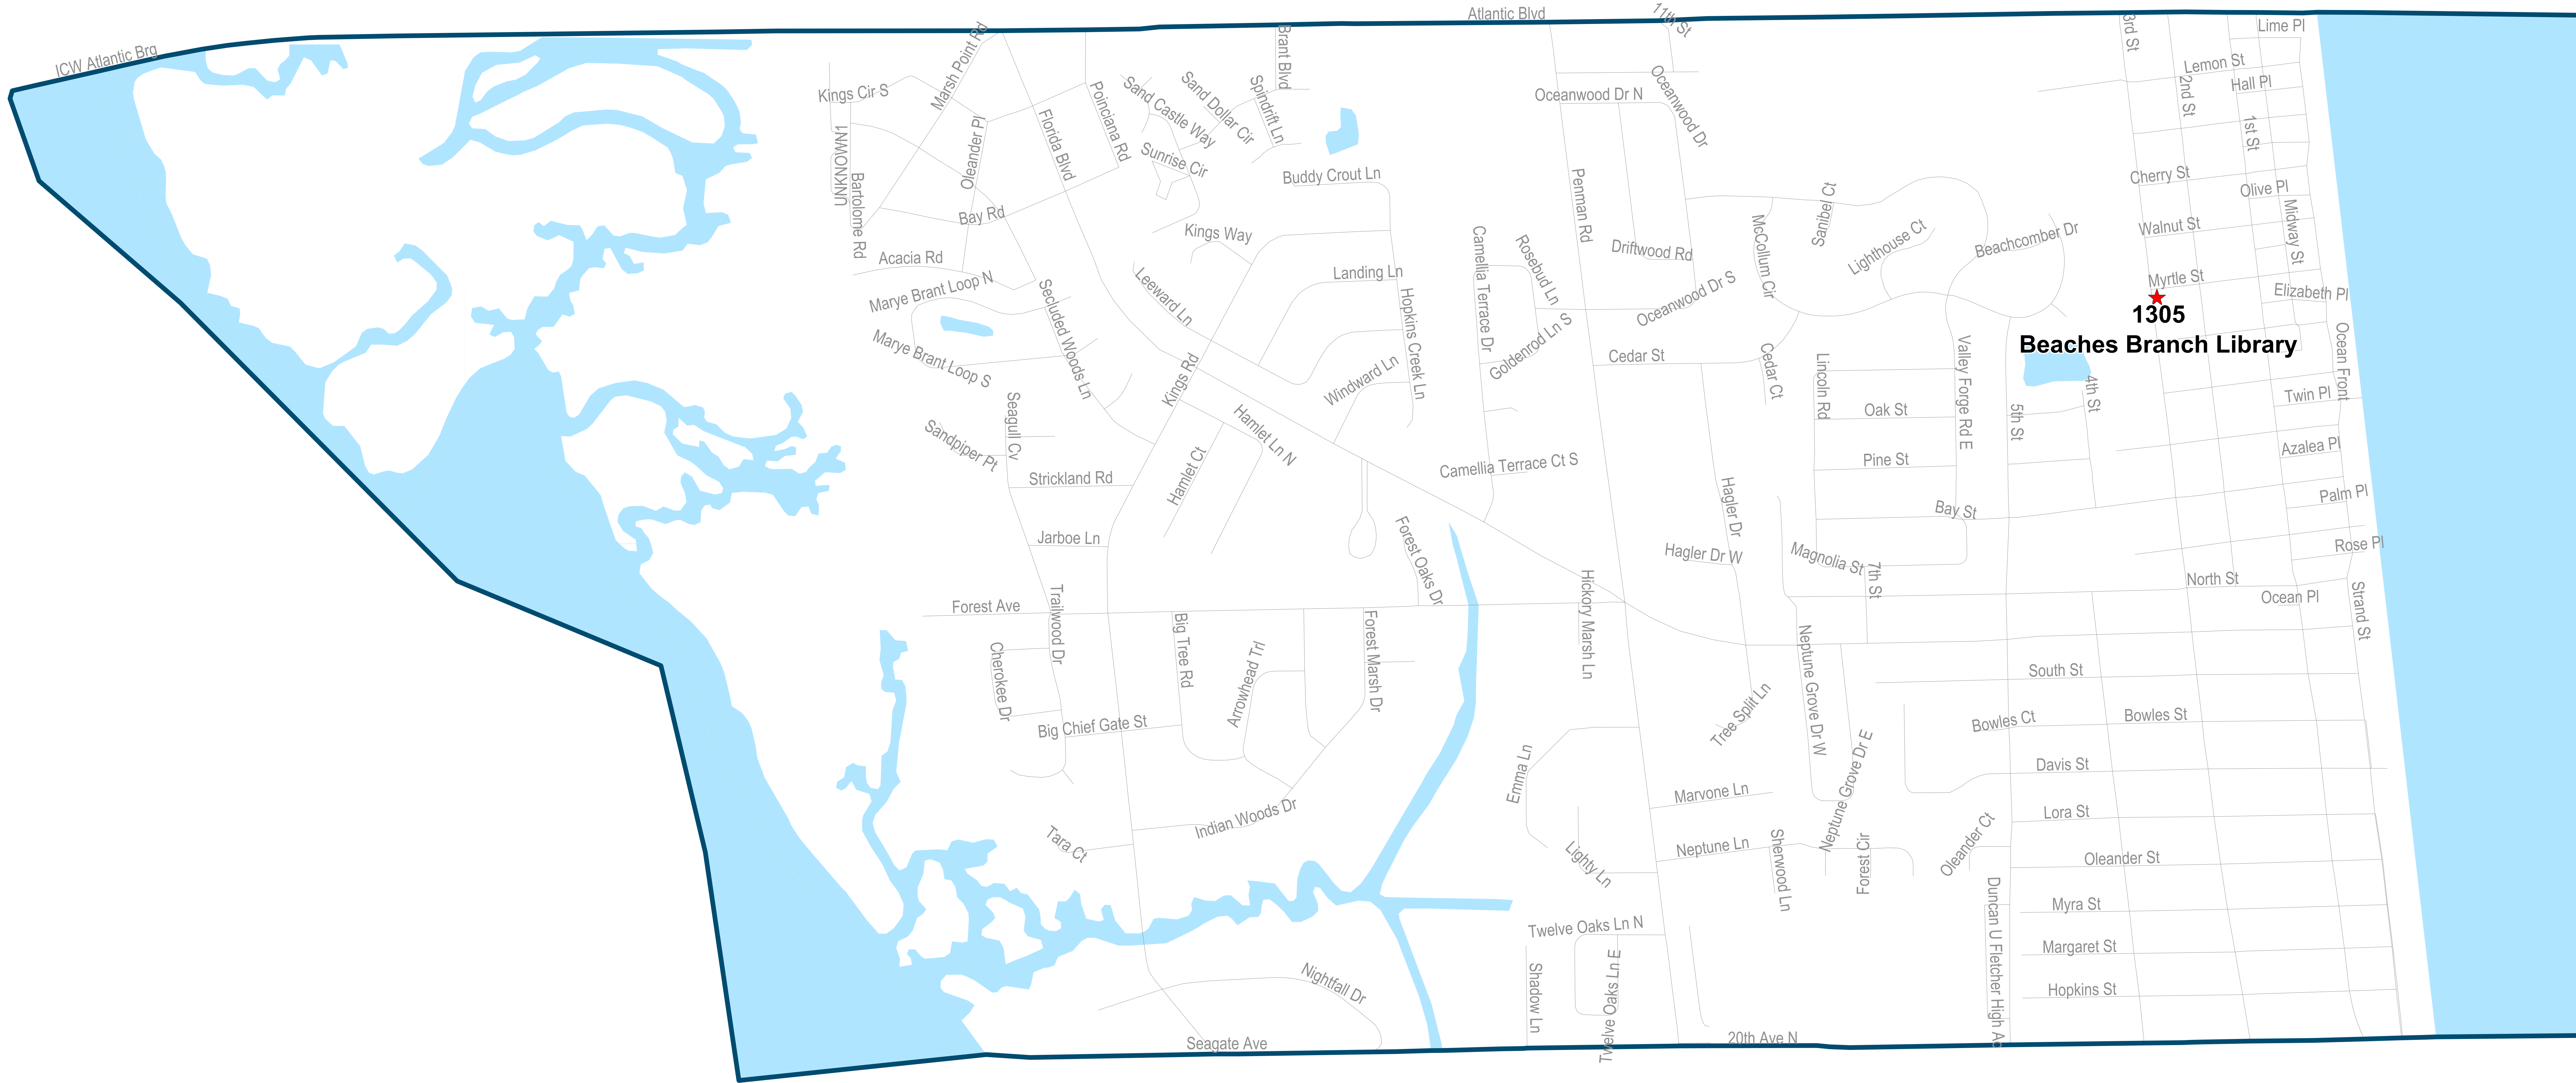 ICW Atlantic Brg
Atlantic Blvd
11th St
3rd St
Lime Pl
Marsh Point Rd
Brant Blvd
Kings Cir S
Poinciana Rd
Sand Castle Way
Sand Dollar Cir
Spindrift Ln
Oceanwood Dr N
Oceanwood Dr
Lemon St
2nd St
Hall Pl
UNKNOWN1
Oleander Pl
Florida Blvd
Sunrise Cir
1st St
Bartolome Rd
Buddy Crout Ln
Penman Rd
Cherry St
Olive Pl
Bay Rd
Kings Way
McCollum Cir
Sanibel Ct
Lighthouse Ct
Beachcomber Dr
Walnut St
Midway St
Acacia Rd
Camellia Terrace Dr
Rosebud Ln
Driftwood Rd
Landing Ln
Marye Brant Loop N
Secluded Woods Ln
Leeward Ln
Hopkins Creek Ln
Oceanwood Dr S
Myrtle St
Elizabeth Pl
1305
Beaches Branch Library
Marye Brant Loop S
Goldenrod Ln S
Cedar St
Cedar Ct
Ocean Front
Kings Rd
Windward Ln
Lincoln Rd
Valley Forge Rd E
4th St
Twin Pl
Seagull Cv
Sandpiper Pt
Hamlet Ln N
Oak St
5th St
Azalea Pl
Hamlet Ct
Camellia Terrace Ct S
Pine St
Strickland Rd
Hagler Dr
Palm Pl
Bay St
Jarboe Ln
Forest Oaks Dr
Hagler Dr W
Magnolia St
7th St
Rose Pl
North St
Ocean Pl
Strand St
Forest Ave
Trailwood Dr
Hickory Marsh Ln
Cherokee Dr
Big Tree Rd
Arrowhead Trl
Forest Marsh Dr
Neptune Grove Dr W
South St
Tree Split Ln
Big Chief Gate St
Bowles Ct
Bowles St
Emma Ln
Neptune Grove Dr E
Davis St
Marvone Ln
Indian Woods Dr
Lora St
Tara Ct
Lighty Ln
Neptune Ln
Sherwood Ln
Forest Cir
Oleander Ct
Oleander St
Duncan U Fletcher High Ac
Myra St
Twelve Oaks Ln N
Margaret St
Nightfall Dr
Shadow Ln
Twelve Oaks Ln E
Hopkins St
Seagate Ave
20th Ave N